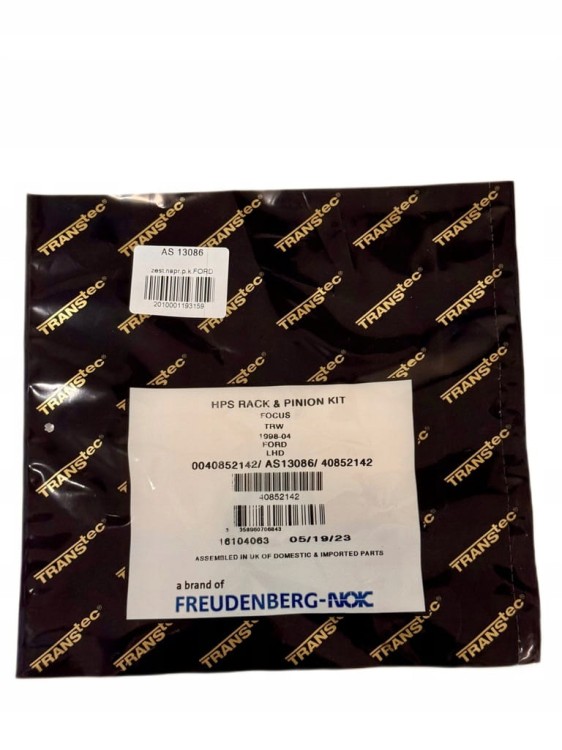 TRANStec
AS 13086
zest.napr.p.k FORD
2010001193159
HPS RACK & PINION KIT
FOCUS
TRW
1998-04
FORD
LHD
0040852142/ AS13086/ 40852142
40852142
16104063 05/19/23
ASSEMBLED IN UK OF DOMESTIC & IMPORTED PARTS
a brand of
FREUDENBERG-NOK